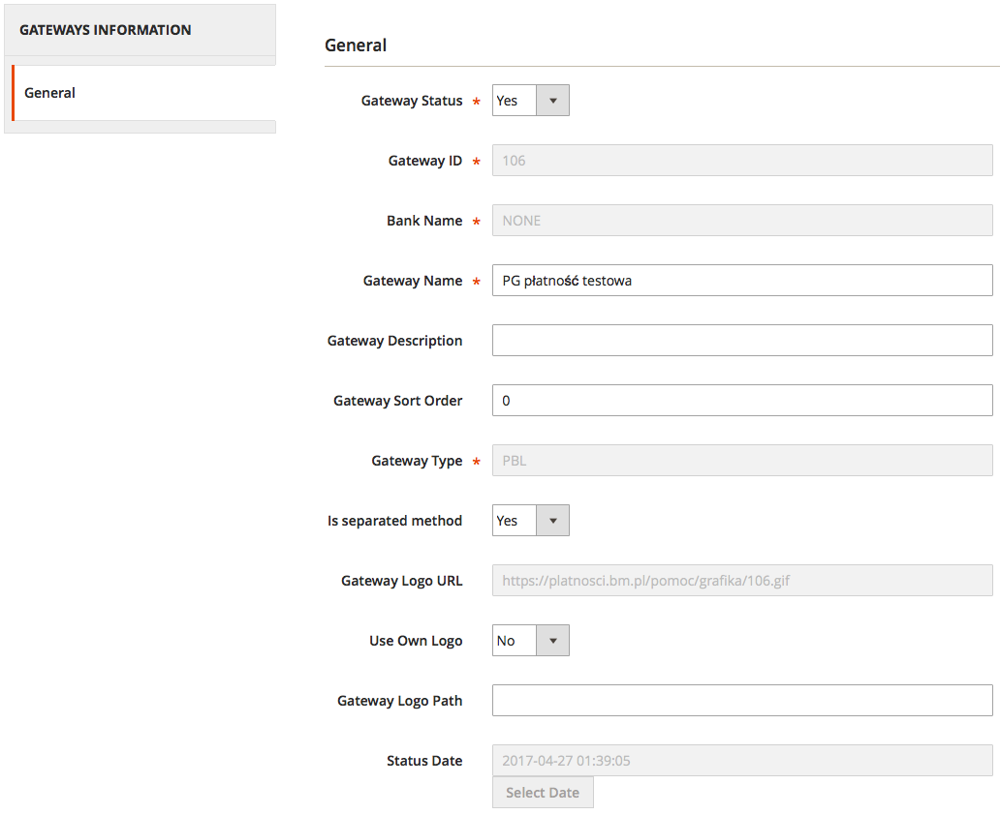 GATEWAYS INFORMATION
General
General
Gateway Status * Yes
Gateway ID * 106
Bank Name * NONE
Gateway Name * PG płatność testowa
Gateway Description
Gateway Sort Order 0
Gateway Type * PBL
Is separated method Yes
Gateway Logo URL https://platnosci.bm.pl/pomoc/grafika/106.gif
Use Own Logo No
Gateway Logo Path
Status Date 2017-04-27 01:39:05
Select Date